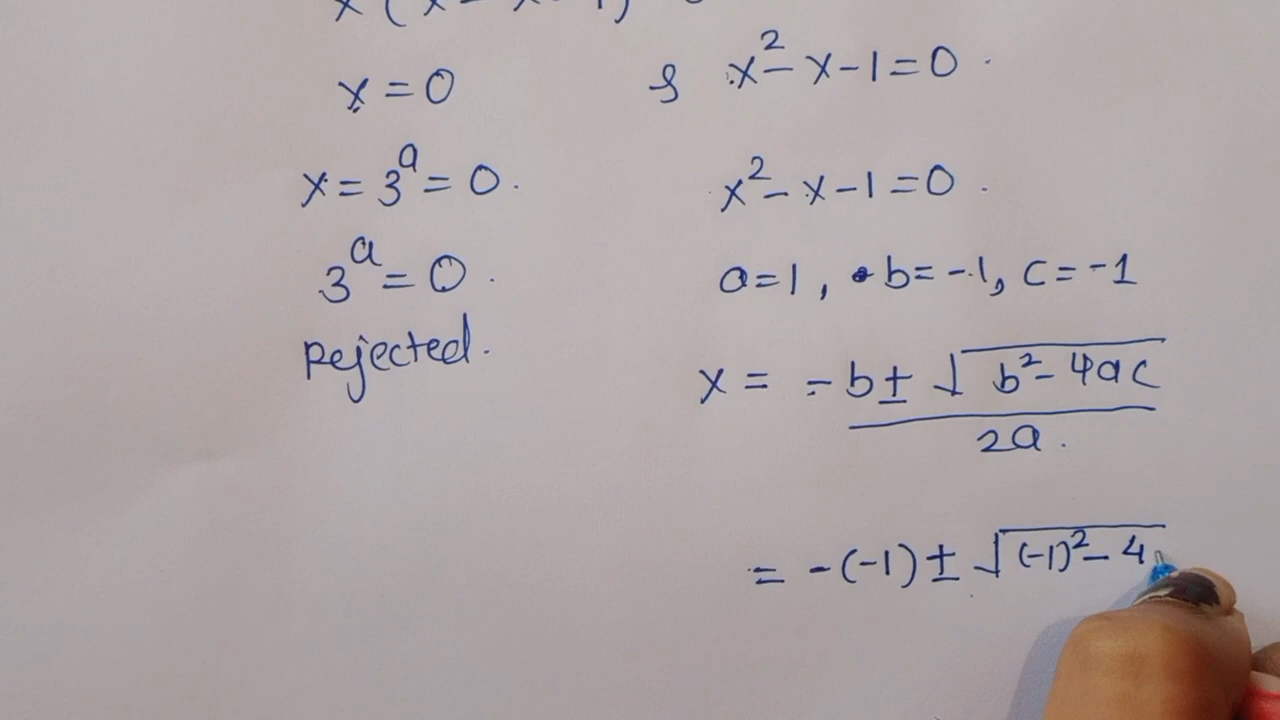 x = 0 & x² - x - 1 = 0.
x = 3ᵃ = 0. x² - x - 1 = 0.
3ᵃ = 0. a = 1, b = -1, c = -1
Rejected. x = -b ± √(b² - 4ac)
2a.
= -(-1) ± √((-1)² - 4